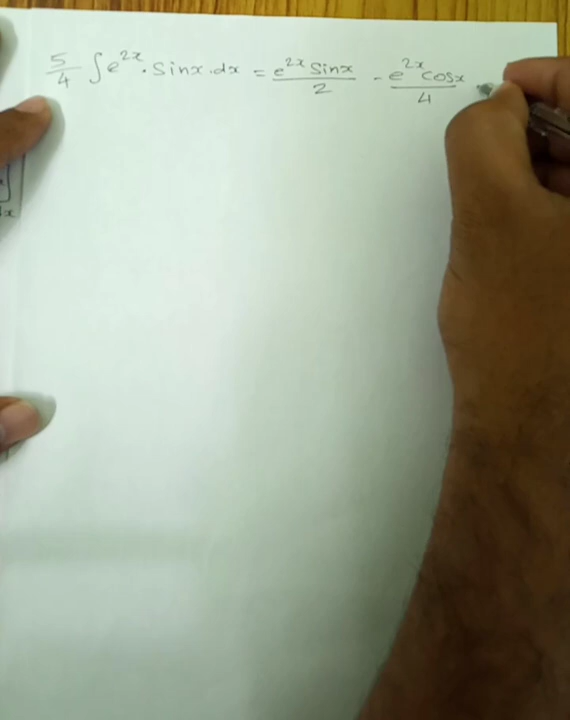 5/4 ∫e^2x . sinx.dx = e^2x sinx/2 - e^2x cosx/4